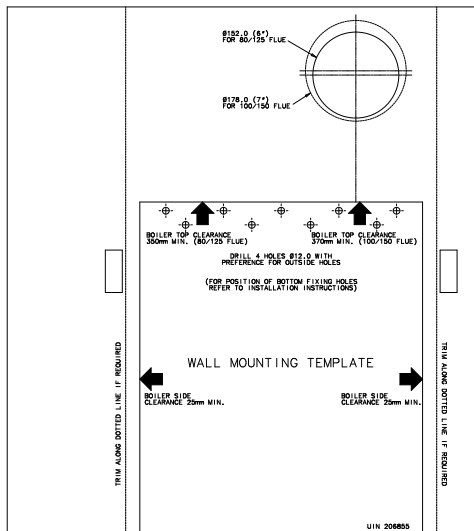 Ø152.0 (6")
FOR 80/125 FLUE
Ø178.0 (7")
FOR 100/150 FLUE
BOILER TOP CLEARANCE
350mm MIN. (80/125 FLUE)
BOILER TOP CLEARANCE
370mm MIN. (100/150 FLUE)
DRILL 4 HOLES Ø12.0 WITH
PREFERENCE FOR OUTSIDE HOLES
(FOR POSITION OF BOTTOM FIXING HOLES
REFER TO INSTALLATION INSTRUCTIONS)
WALL MOUNTING TEMPLATE
BOILER SIDE
CLEARANCE 25mm MIN.
BOILER SIDE
CLEARANCE 25mm MIN.
TRIM ALONG DOTTED LINE IF REQUIRED
TRIM ALONG DOTTED LINE IF REQUIRED
UIN 206855